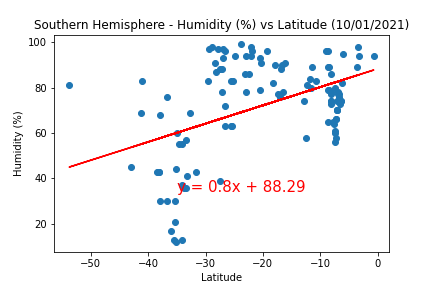 Southern Hemisphere - Humidity (%) vs Latitude (10/01/2021)
100
80
60
40
20
Humidity (%)
y = 0.8x + 88.29
−50 −40 −30 −20 −10 0
Latitude